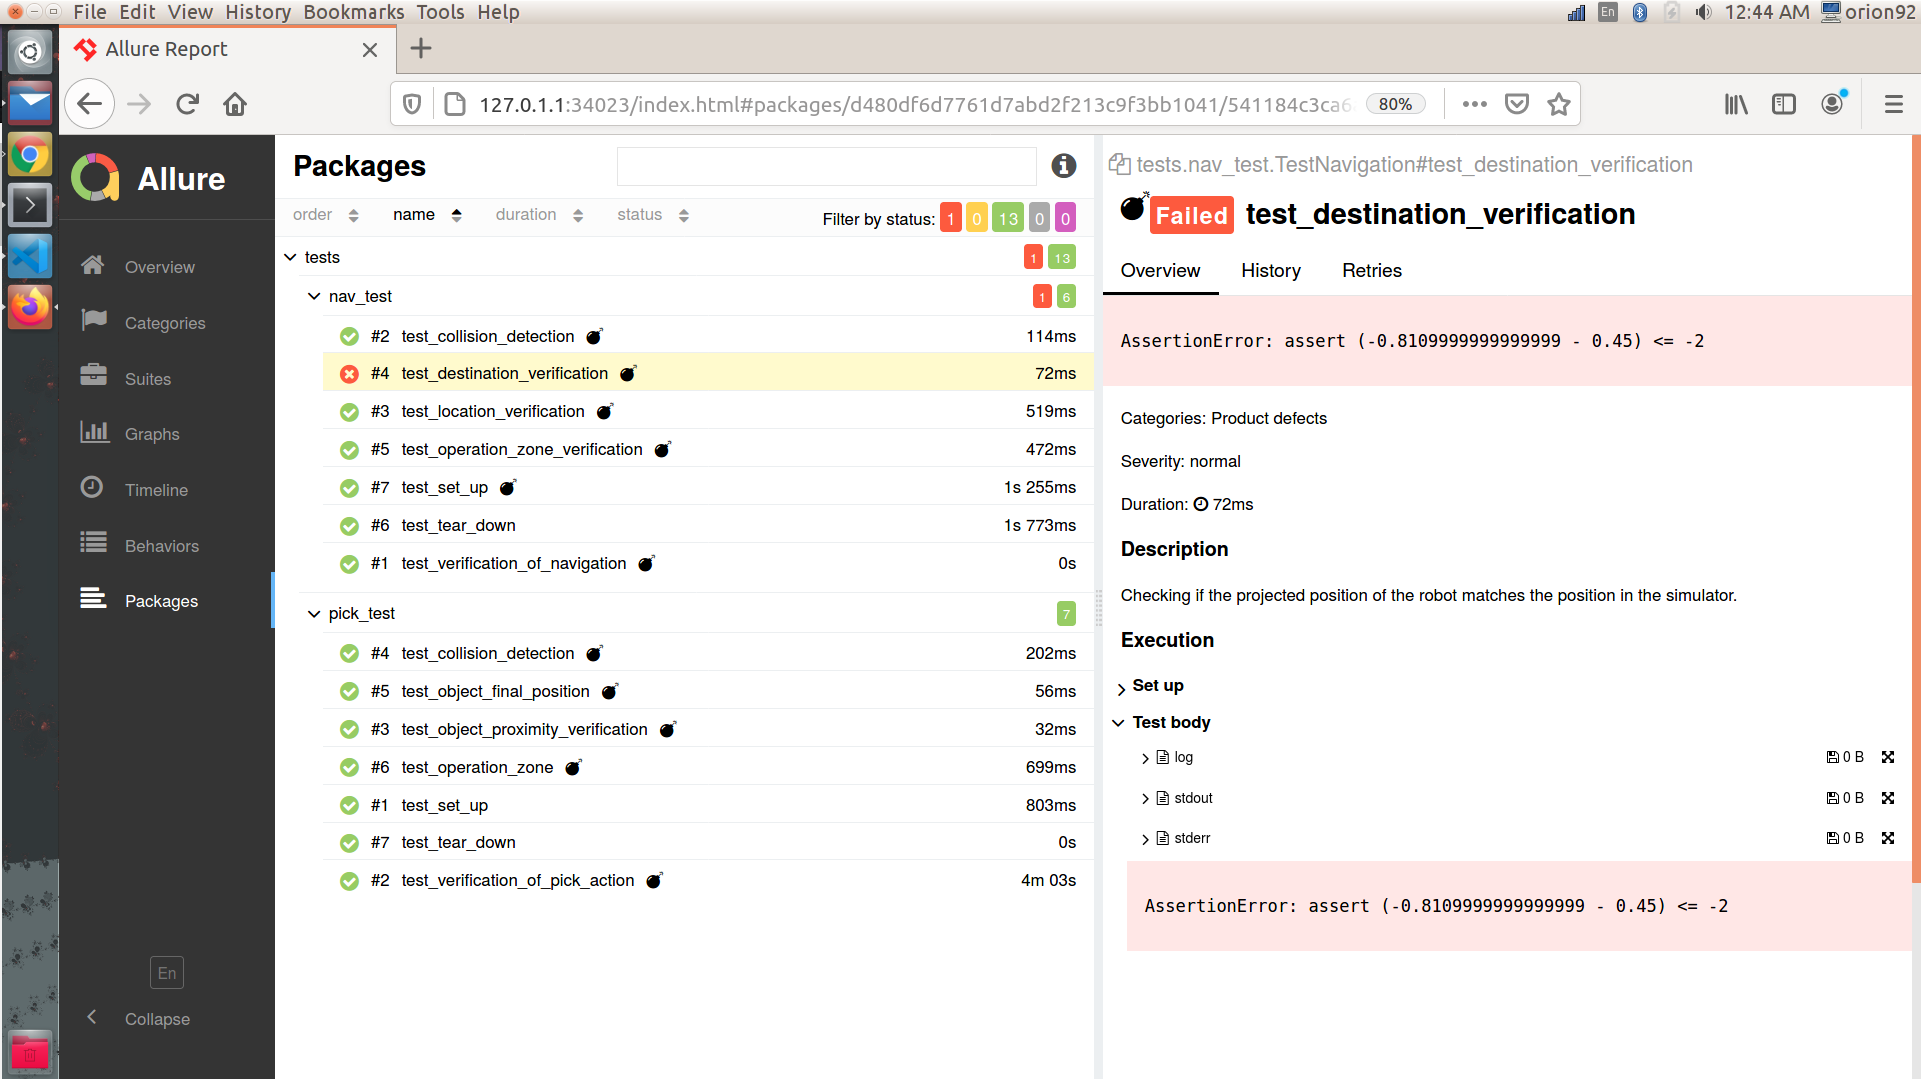 File Edit View History Bookmarks Tools Help En 12:44 AM orion92
Allure Report
127.0.1.1:34023/index.html#packages/d480df6d7761d7abd2f213c9f3bb1041/541184c3ca6 80%
Allure
Overview
Categories
Suites
Graphs
Timeline
Behaviors
Packages
En
Collapse
Packages
order name duration status Filter by status: 1 0 13 0 0
tests 1 13
nav_test 1 6
#2 test_collision_detection 114ms
#4 test_destination_verification 72ms
#3 test_location_verification 519ms
#5 test_operation_zone_verification 472ms
#7 test_set_up 1s 255ms
#6 test_tear_down 1s 773ms
#1 test_verification_of_navigation 0s
pick_test 7
#4 test_collision_detection 202ms
#5 test_object_final_position 56ms
#3 test_object_proximity_verification 32ms
#6 test_operation_zone 699ms
#1 test_set_up 803ms
#7 test_tear_down 0s
#2 test_verification_of_pick_action 4m 03s
tests.nav_test.TestNavigation#test_destination_verification
Failed test_destination_verification
Overview History Retries
AssertionError: assert (-0.8109999999999999 - 0.45) <= -2
Categories: Product defects
Severity: normal
Duration: 72ms
Description
Checking if the projected position of the robot matches the position in the simulator.
Execution
Set up
Test body
log 0 B
stdout 0 B
stderr 0 B
AssertionError: assert (-0.8109999999999999 - 0.45) <= -2